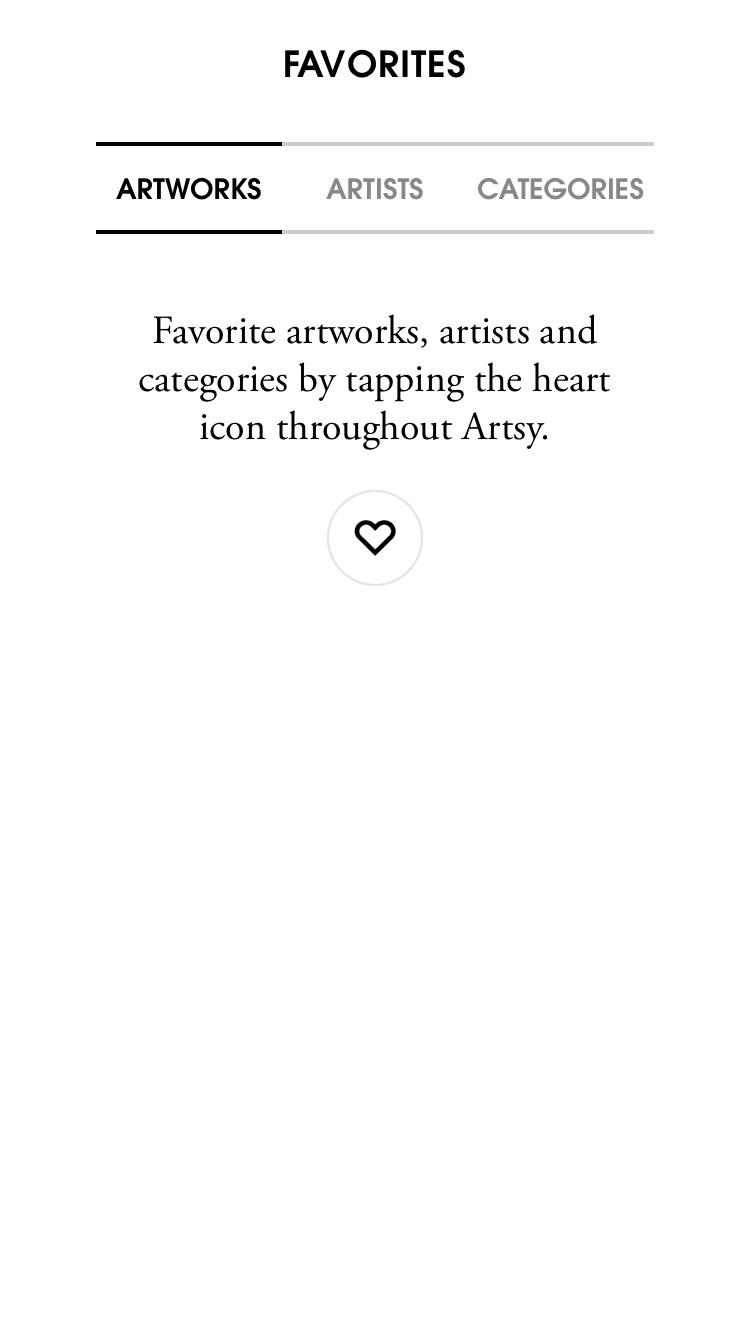 FAVORITES
ARTWORKS ARTISTS CATEGORIES
Favorite artworks, artists and
categories by tapping the heart
icon throughout Artsy.